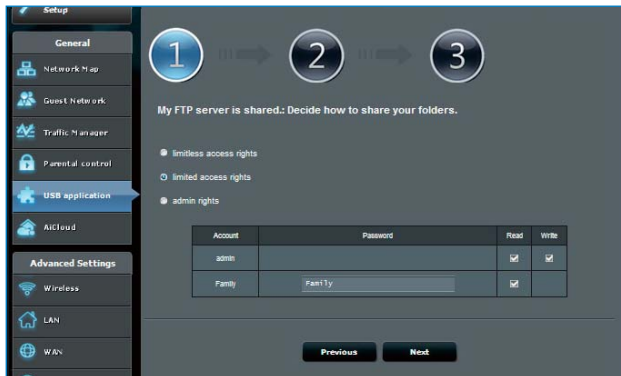 Setup
General
Network Map
Guest Network
Traffic Manager
Parental control
USB application
AiCloud
Advanced Settings
Wireless
LAN
WAN
1 2 3
My FTP server is shared.: Decide how to share your folders.
limitless access rights
limited access rights
admin rights
Account Password Read Write
admin
Family Family
Previous Next